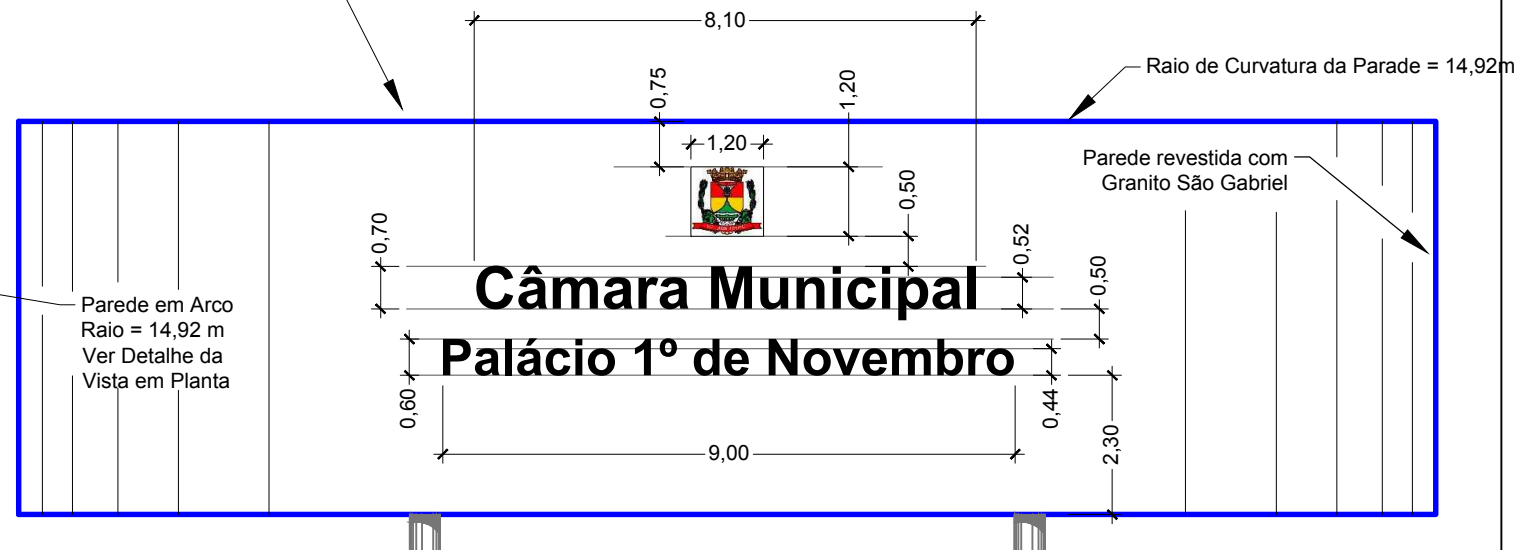 8,10
Raio de Curvatura da Parade = 14,92m
0,75
1,20
1,20
Parede revestida com
Granito São Gabriel
0,50
0,70
0,52
0,50
Câmara Municipal
Parede em Arco
Raio = 14,92 m
Ver Detalhe da
Vista em Planta
Palácio 1º de Novembro
0,60
0,44
9,00
2,30